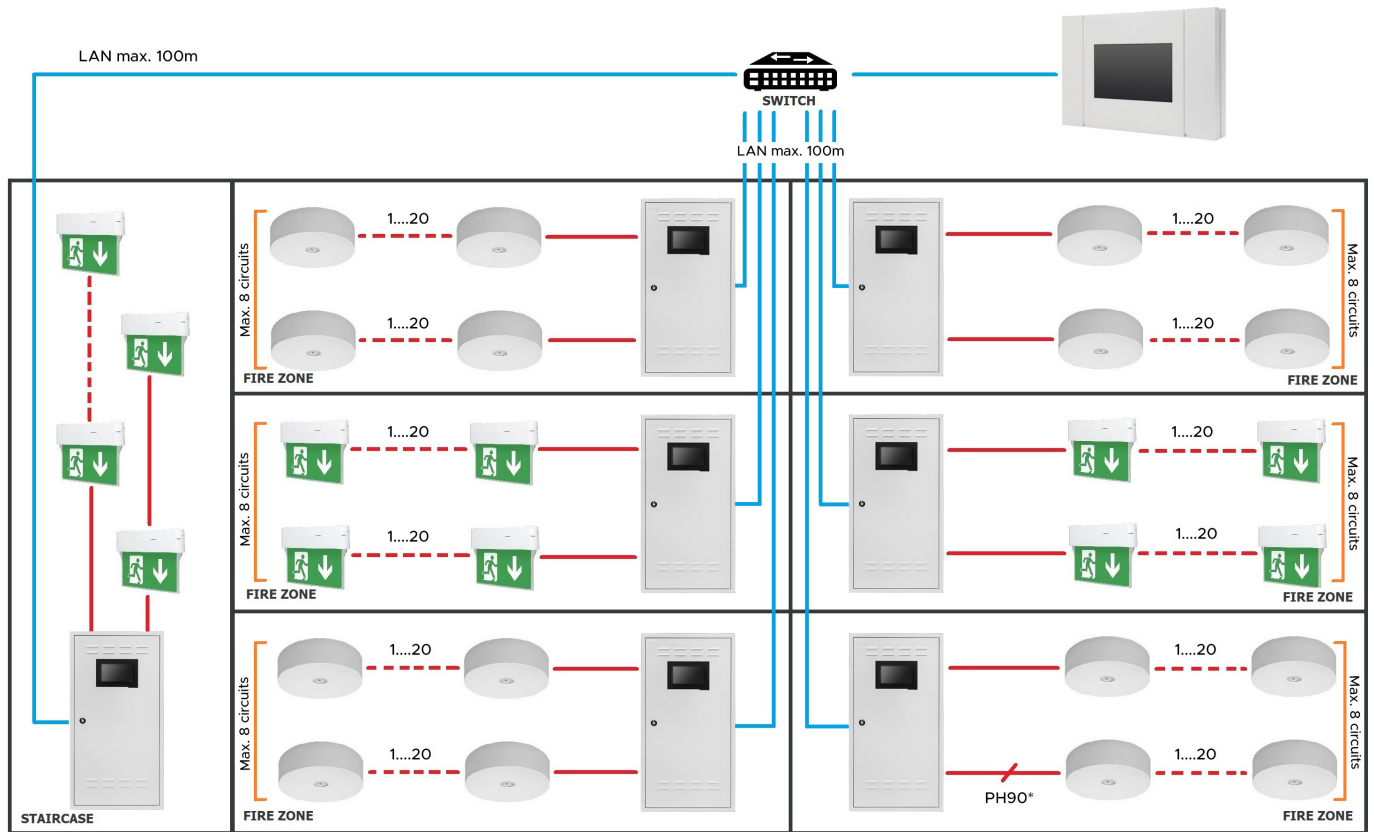 LAN max. 100m
SWITCH
LAN max. 100m
1....20
Max. 8 circuits
1....20
FIRE ZONE
1....20
Max. 8 circuits
1....20
FIRE ZONE
1....20
Max. 8 circuits
1....20
FIRE ZONE
1....20
Max. 8 circuits
1....20
FIRE ZONE
1....20
Max. 8 circuits
1....20
FIRE ZONE
1....20
Max. 8 circuits
1....20
PH90*
FIRE ZONE
STAIRCASE